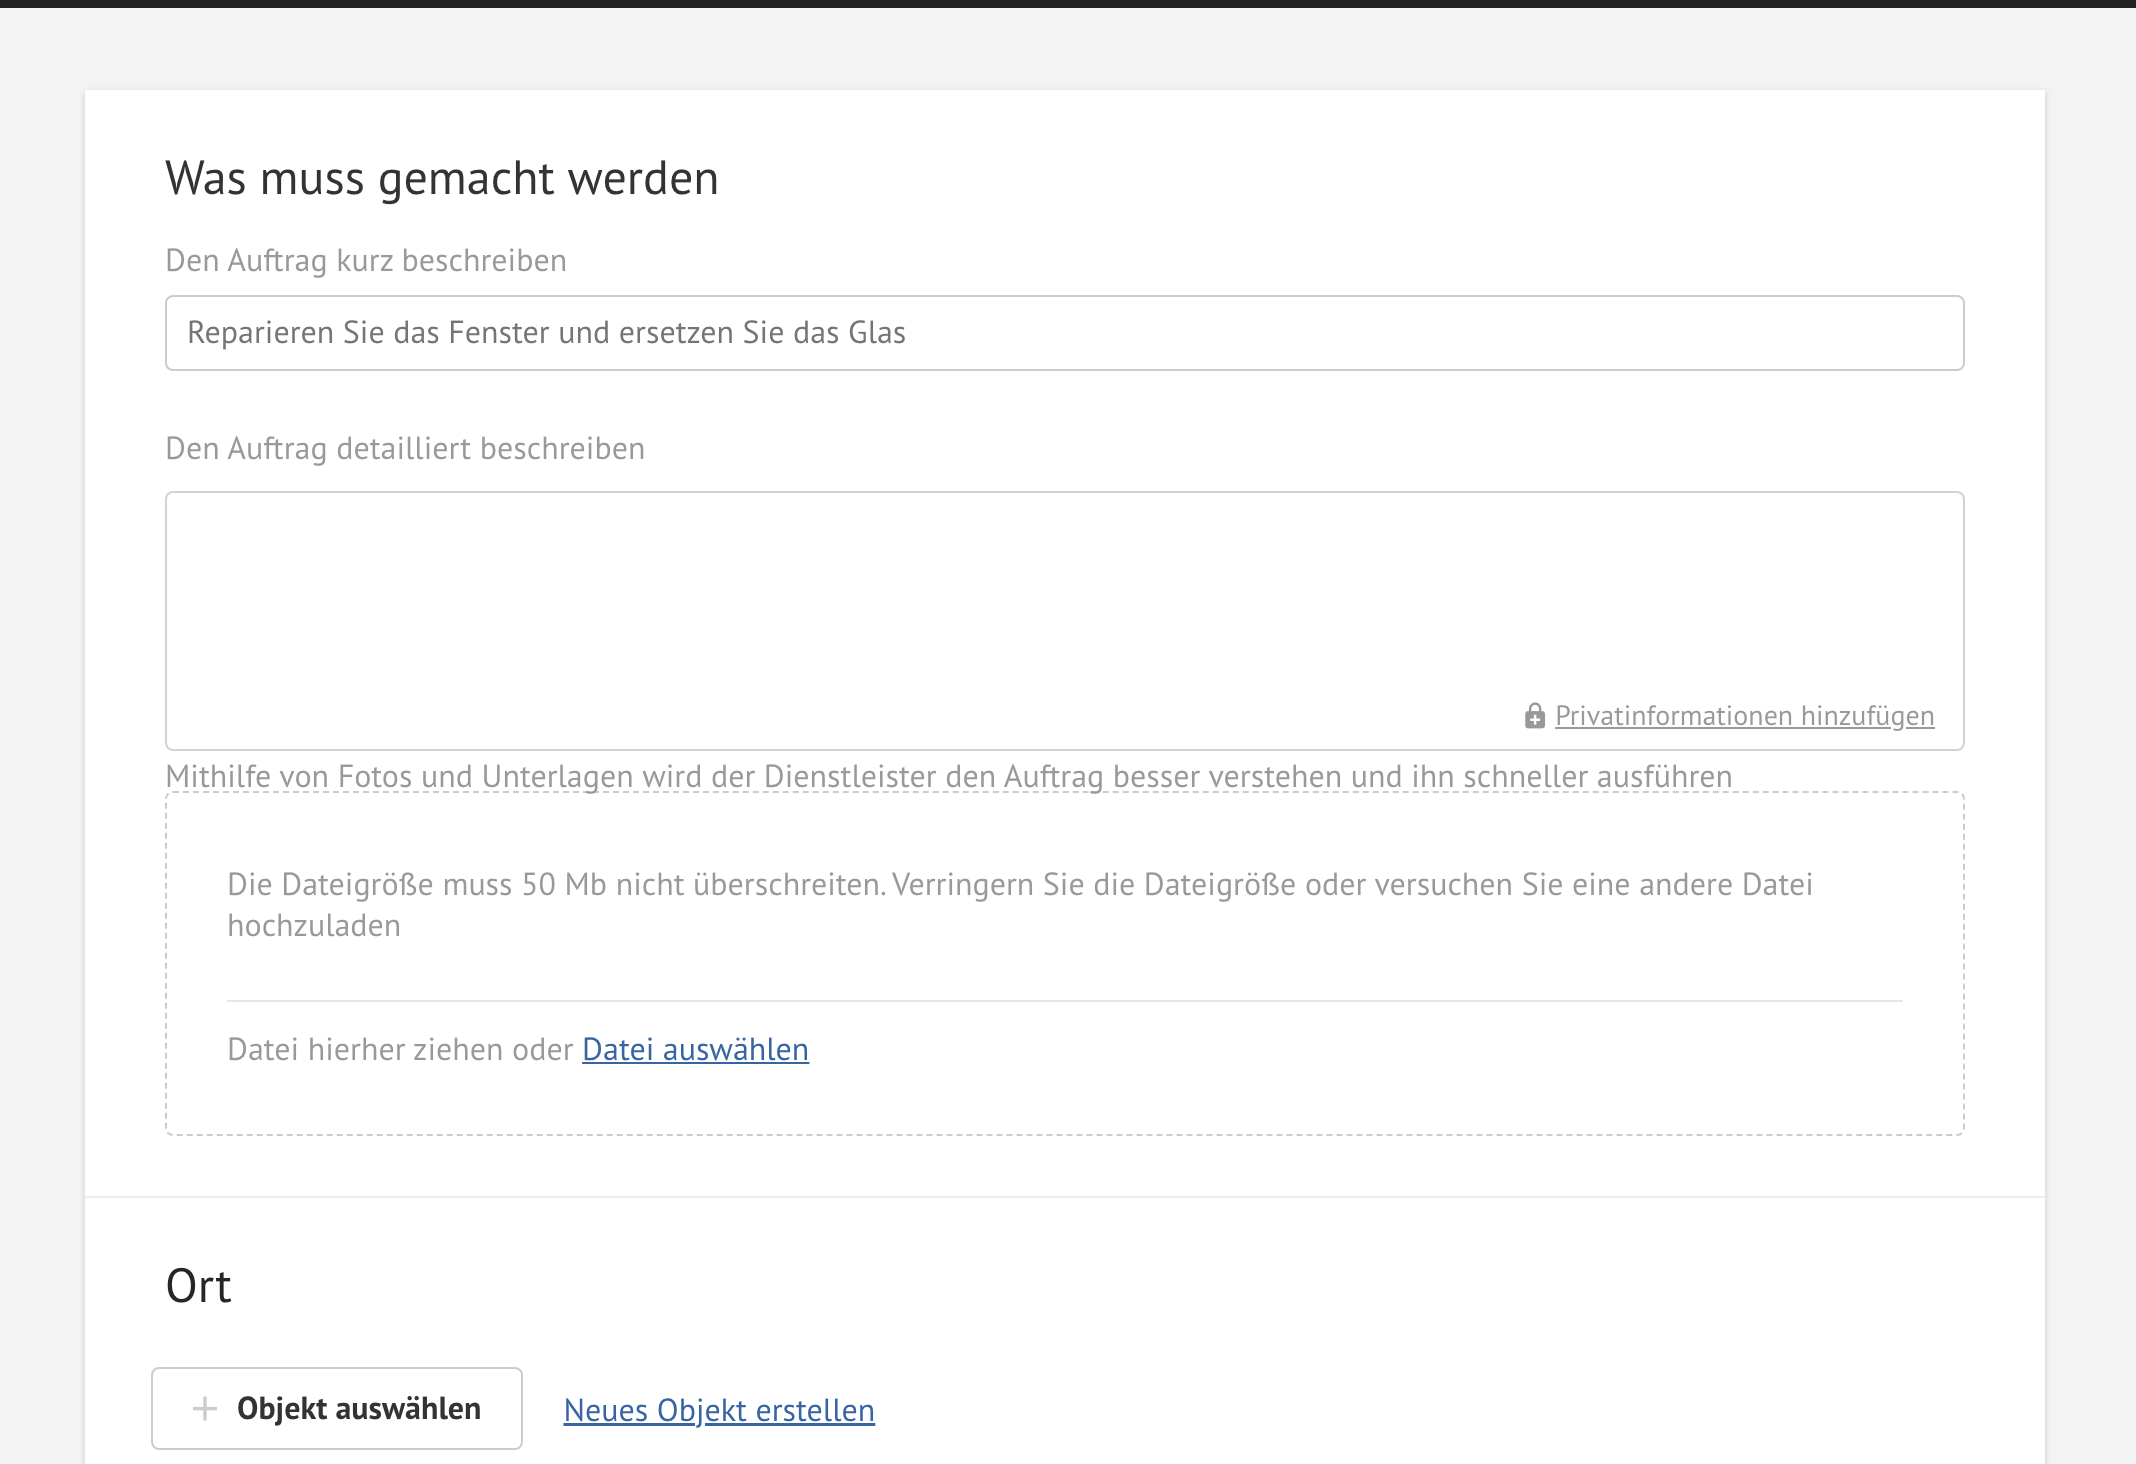 Was muss gemacht werden
Den Auftrag kurz beschreiben
Reparieren Sie das Fenster und ersetzen Sie das Glas
Den Auftrag detailliert beschreiben
Privatinformationen hinzufügen
Mithilfe von Fotos und Unterlagen wird der Dienstleister den Auftrag besser verstehen und ihn schneller ausführen
Die Dateigröße muss 50 Mb nicht überschreiten. Verringern Sie die Dateigröße oder versuchen Sie eine andere Datei
hochzuladen
Datei hierher ziehen oder Datei auswählen
Ort
Objekt auswählen Neues Objekt erstellen